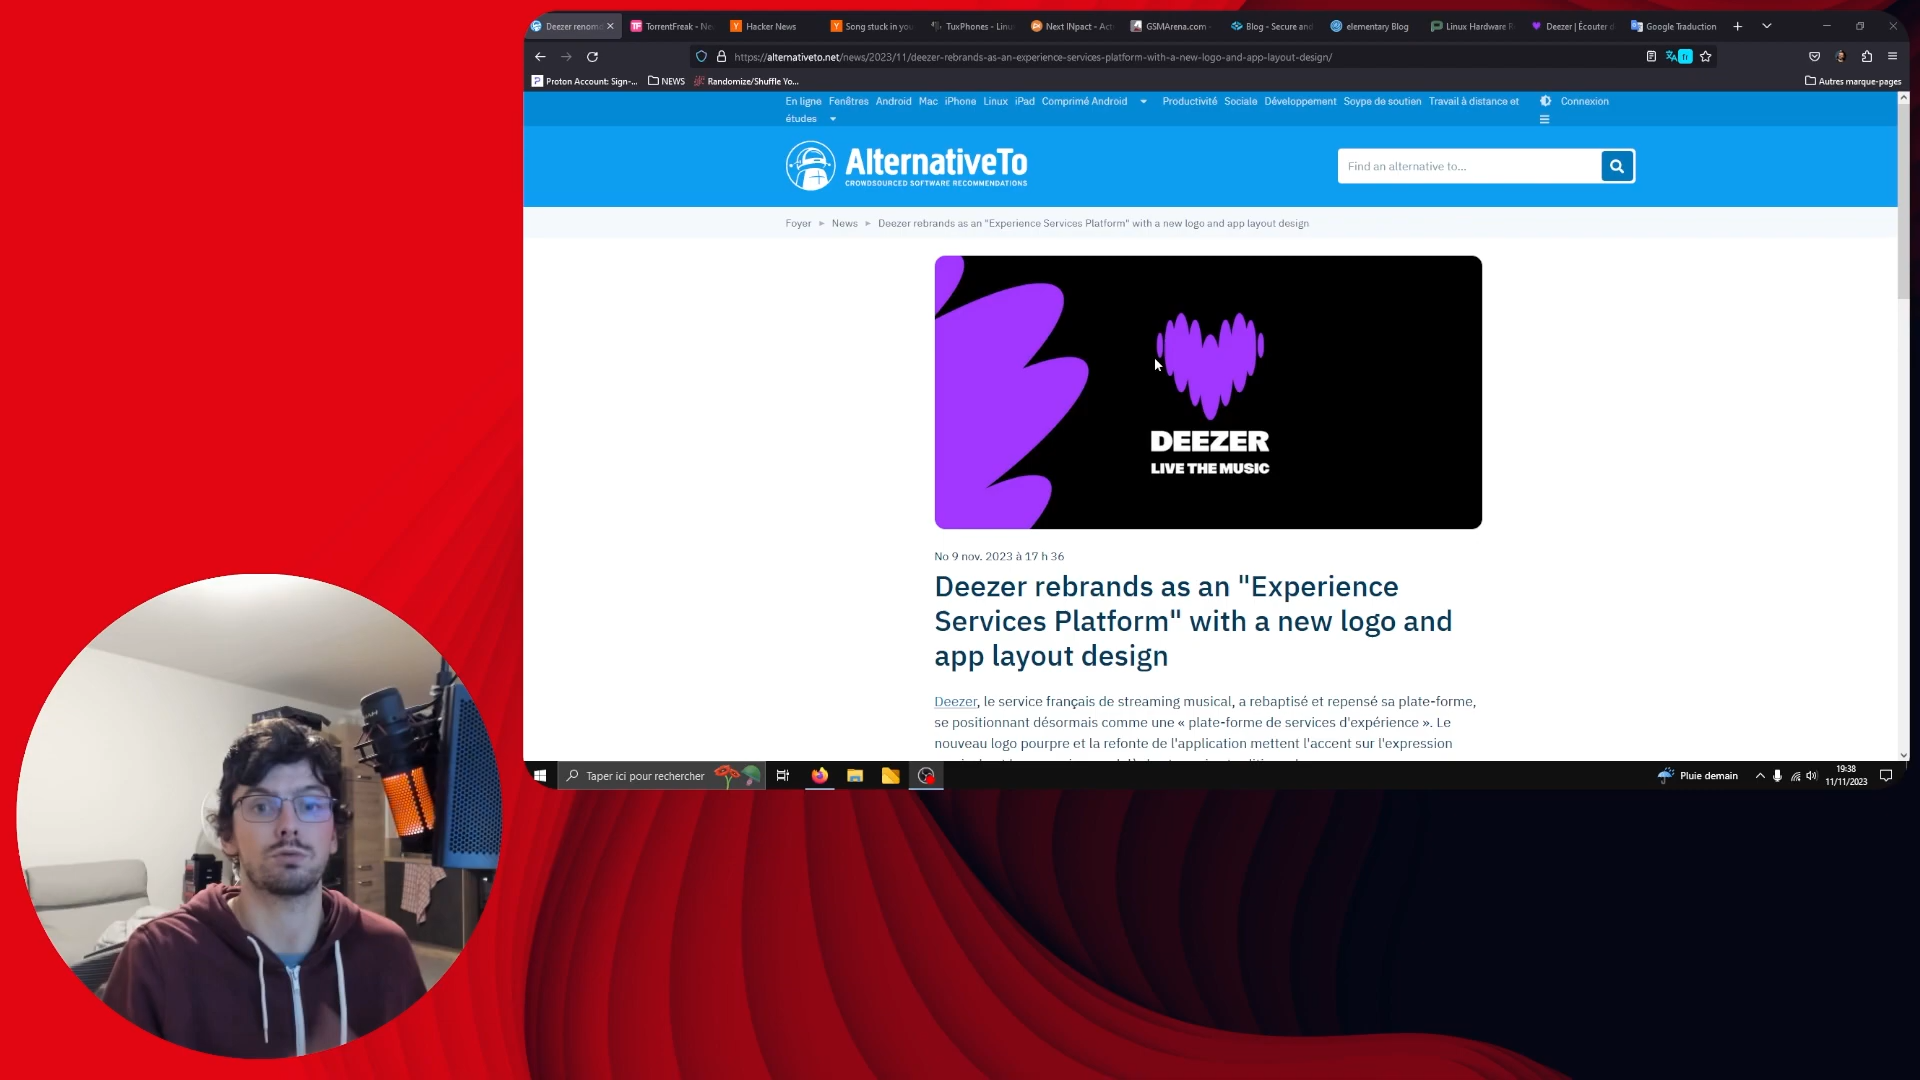 Deezer renom
TorrentFreak - Ne
Hacker News
Song stuck in you
TuxPhones - Linu
Next INpact - Act
GSMArena.com -
Blog - Secure and
elementary Blog
Linux Hardware R
Deezer | Écouter d
Google Traduction
https://alternativeto.net/news/2023/11/deezer-rebrands-as-an-experience-services-platform-with-a-new-logo-and-app-layout-design/
Proton Account: Sign-...
NEWS
Randomize/Shuffle Yo...
Autres marque-pages
En ligne Fenêtres Android Mac iPhone Linux iPad Comprimé Android Productivité Sociale Développement Soype de soutien Travail à distance et
études
Connexion
AlternativeTo
CROWDSOURCED SOFTWARE RECOMMENDATIONS
Find an alternative to...
Foyer News Deezer rebrands as an "Experience Services Platform" with a new logo and app layout design
DEEZER
LIVE THE MUSIC
No 9 nov. 2023 à 17 h 36
Deezer rebrands as an "Experience
Services Platform" with a new logo and
app layout design
Deezer, le service français de streaming musical, a rebaptisé et repensé sa plate-forme,
se positionnant désormais comme une « plate-forme de services d'expérience ». Le
nouveau logo pourpre et la refonte de l'application mettent l'accent sur l'expression
Taper ici pour rechercher
Pluie demain
19:38
11/11/2023